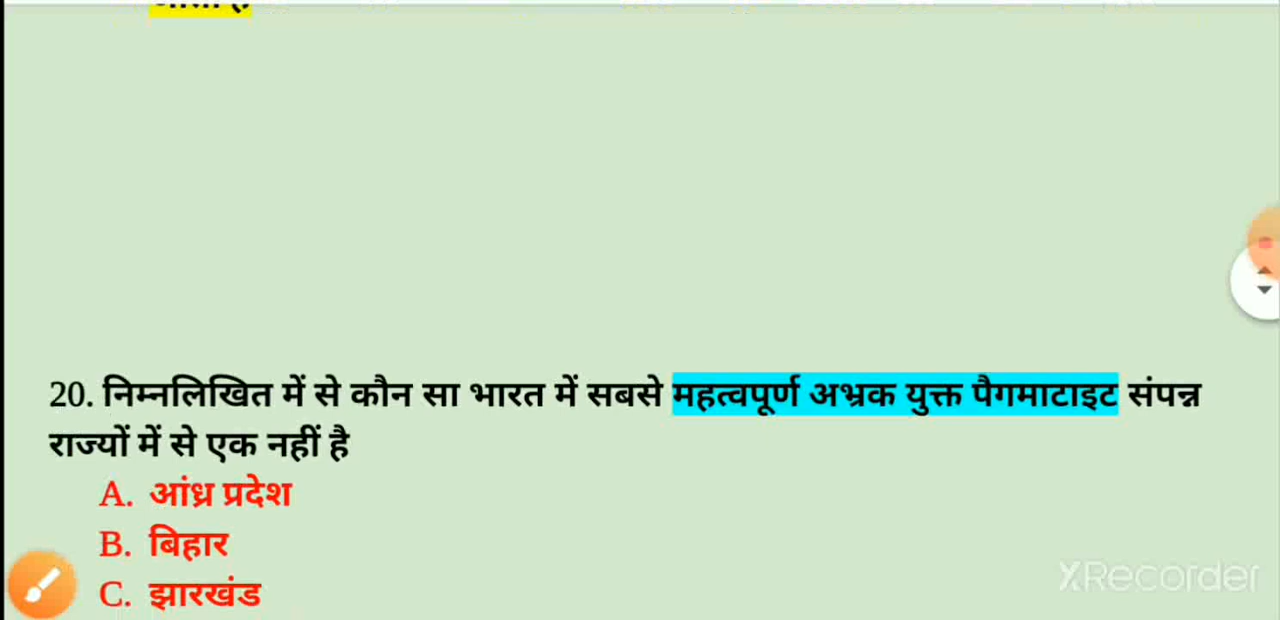 20. निम्नलिखित में से कौन सा भारत में सबसे महत्वपूर्ण अभ्रक युक्त पैगमाटाइट संपन्न
राज्यों में से एक नहीं है
A. आंध्र प्रदेश
B. बिहार
C. झारखंड
XRecorder